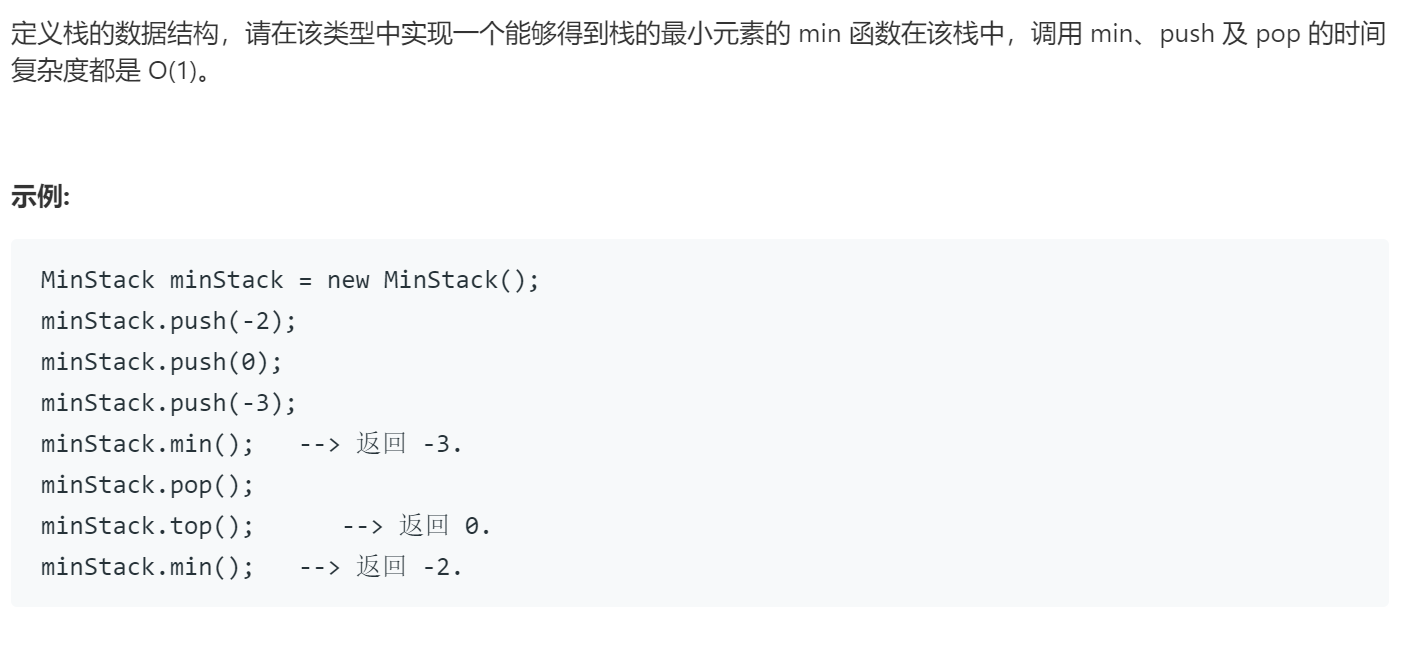 定义栈的数据结构，请在该类型中实现一个能够得到栈的最小元素的 min 函数在该栈中，调用 min、push 及 pop 的时间
复杂度都是 O(1)。
示例:
MinStack minStack = new MinStack();
minStack.push(-2);
minStack.push(0);
minStack.push(-3);
minStack.min();   --> 返回 -3.
minStack.pop();
minStack.top();      --> 返回 0.
minStack.min();   --> 返回 -2.